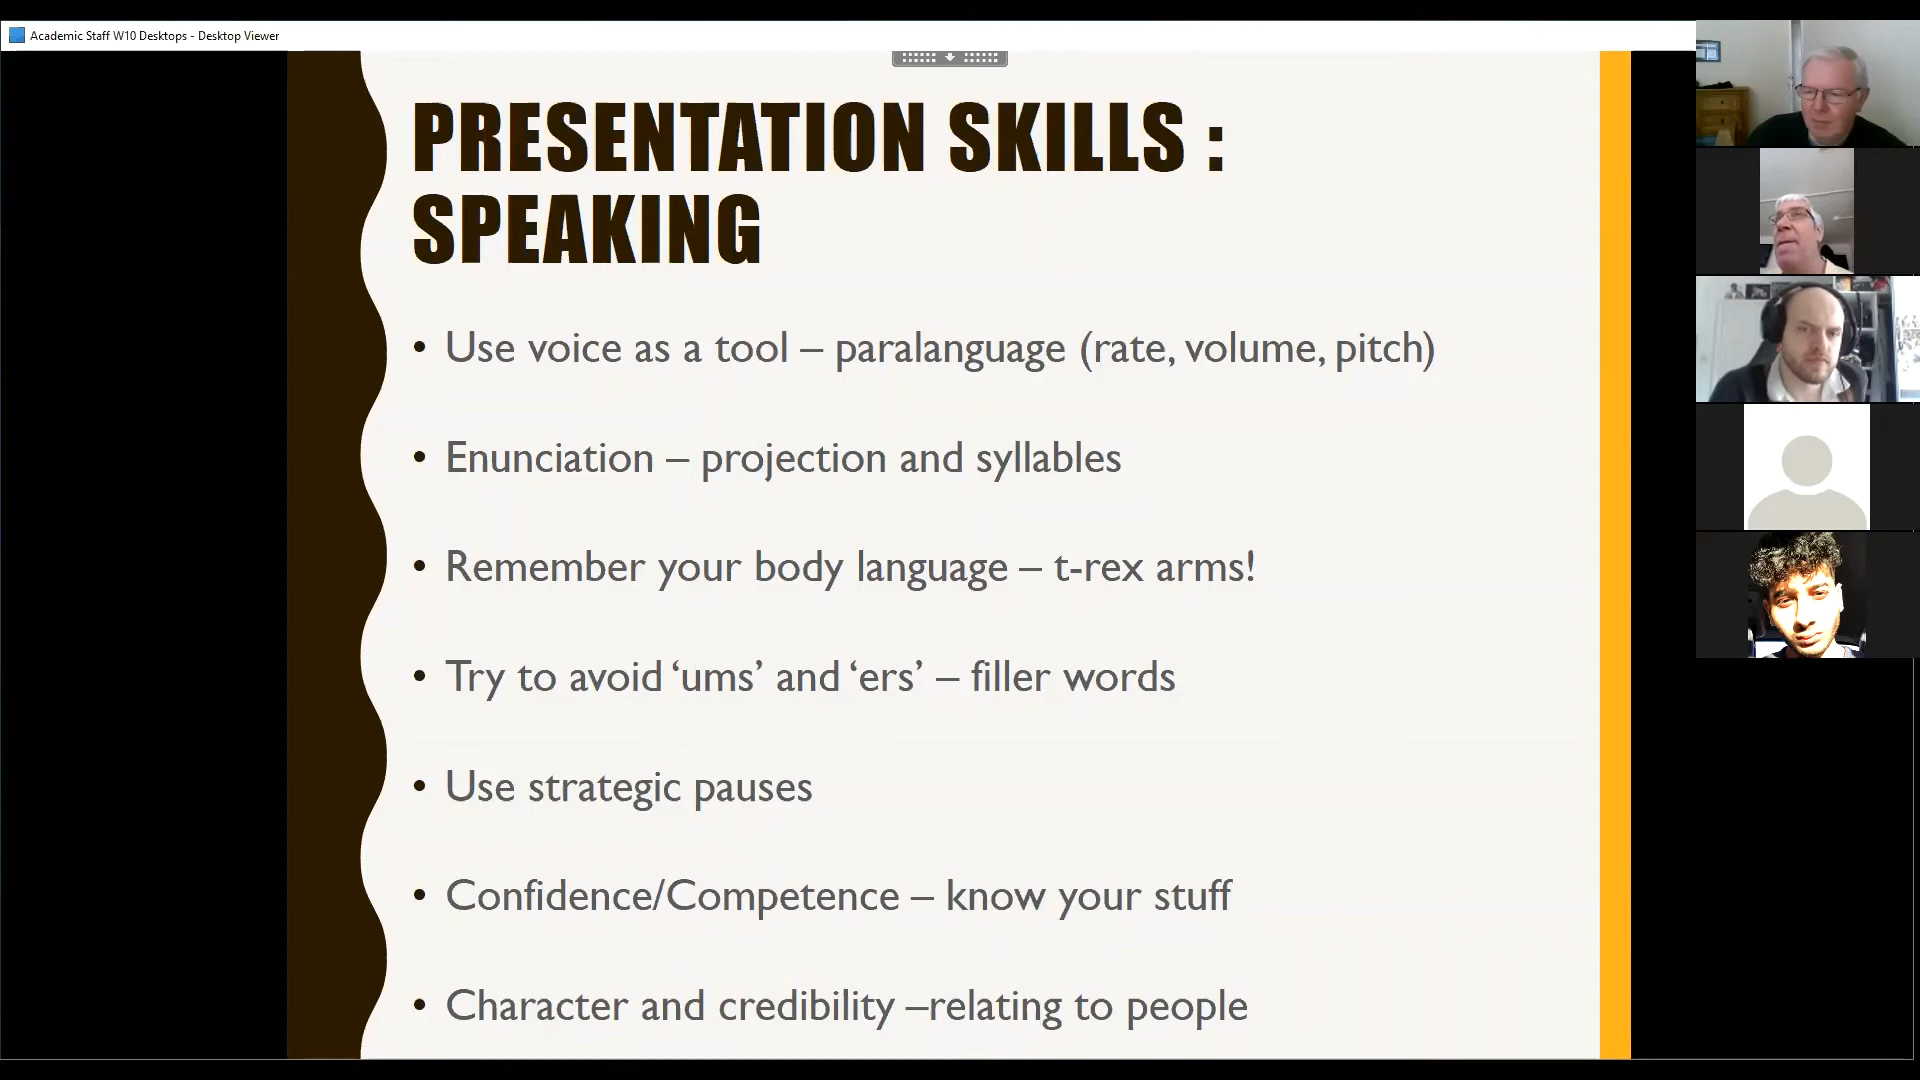 Academic Staff W10 Desktops - Desktop Viewer
PRESENTATION SKILLS :
SPEAKING
• Use voice as a tool – paralanguage (rate, volume, pitch)
• Enunciation – projection and syllables
• Remember your body language – t-rex arms!
• Try to avoid ‘ums’ and ‘ers’ – filler words
• Use strategic pauses
• Confidence/Competence – know your stuff
• Character and credibility –relating to people